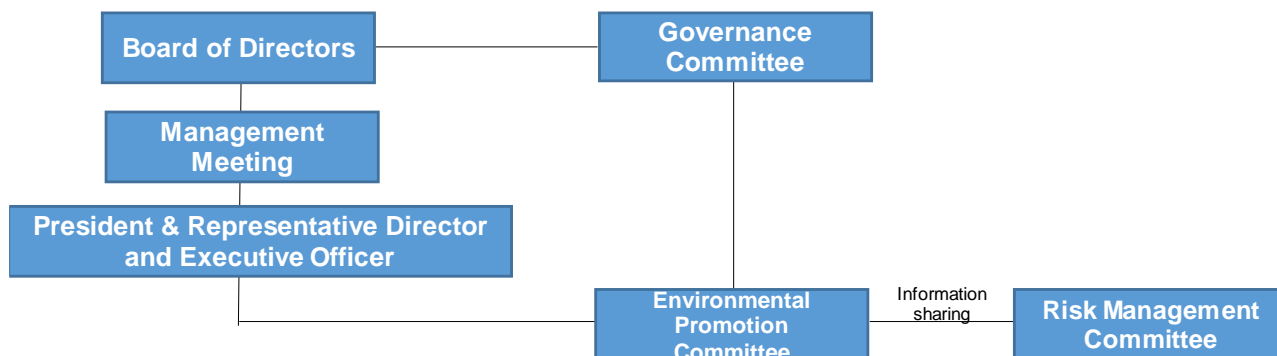 Board of Directors
Governance
Committee
Management
Meeting
President & Representative Director
and Executive Officer
Environmental
Promotion
Committee
Information
sharing
Risk Management
Committee